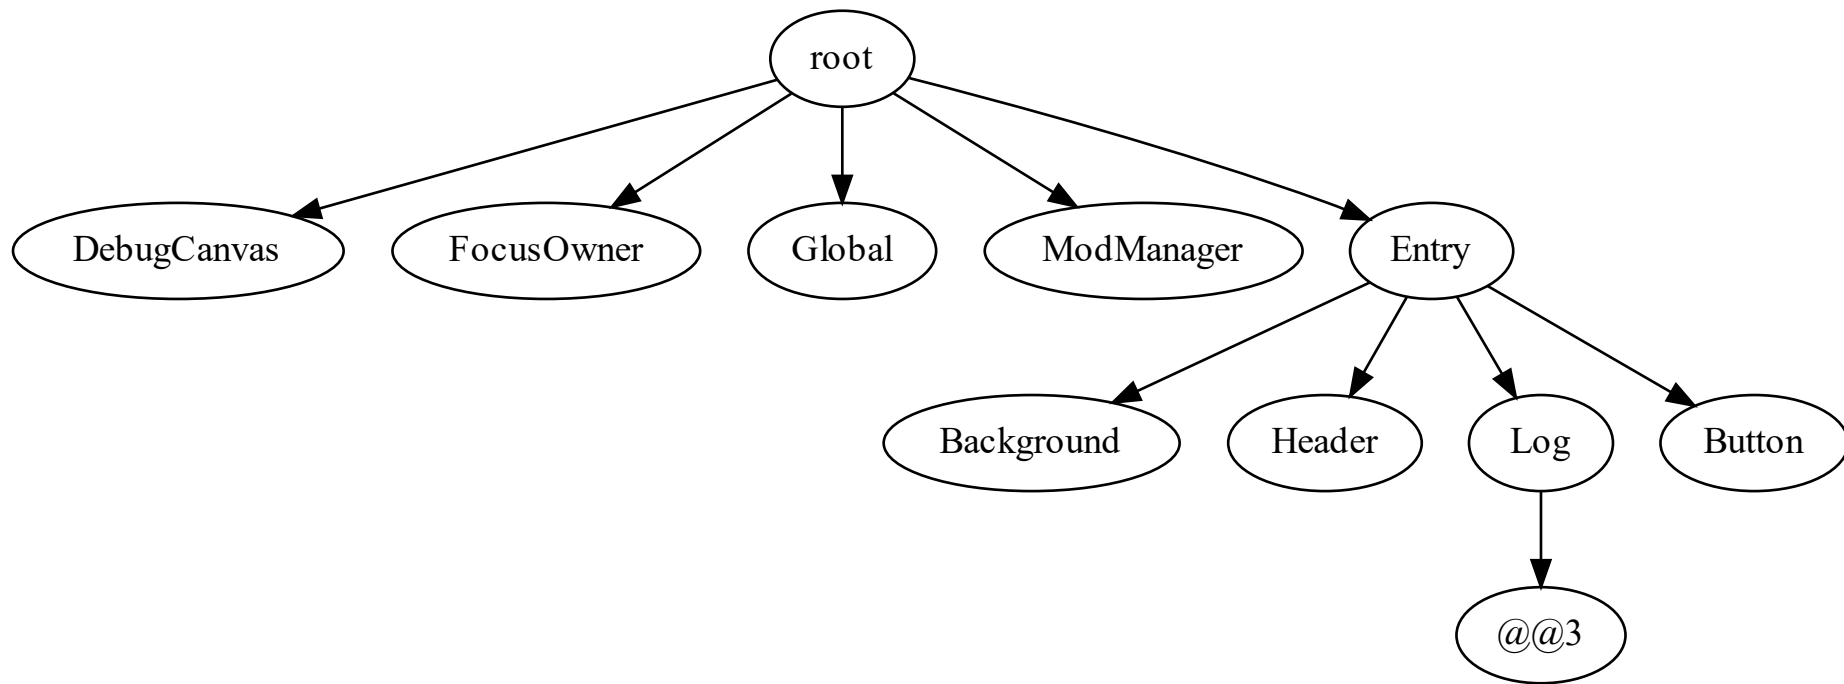 root
DebugCanvas
FocusOwner
Global
ModManager
Entry
Background
Header
Log
Button
@@3